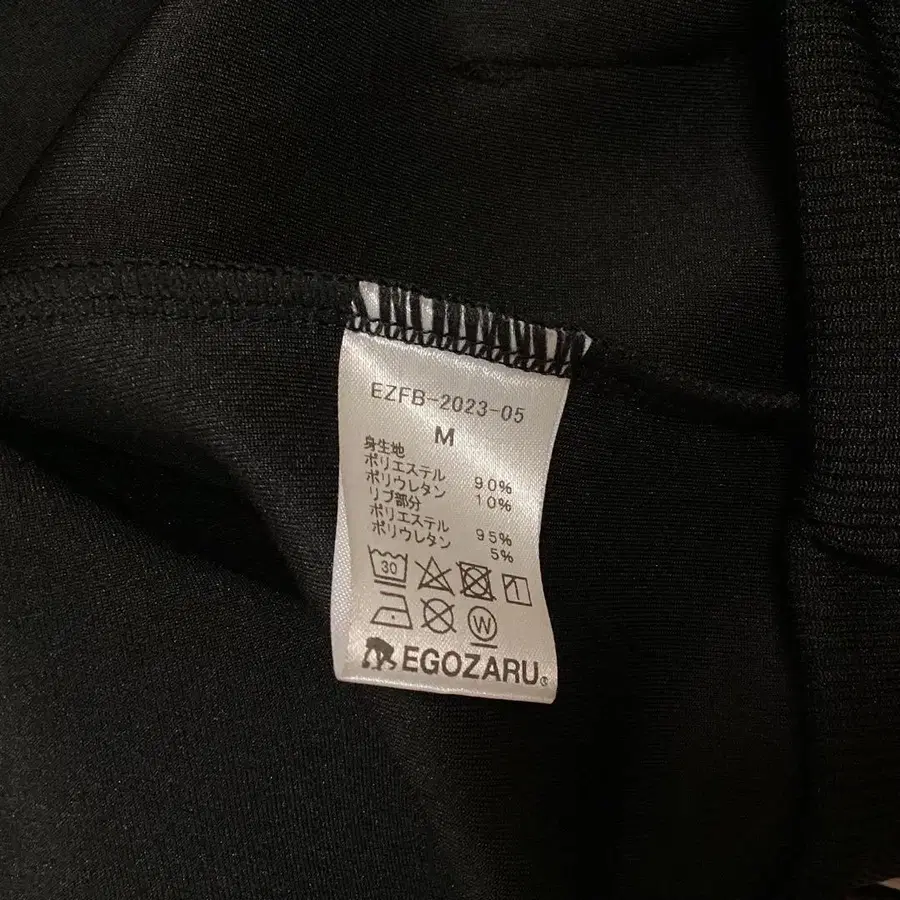 EZFB-2023-05
M
身生地
ポリエステル 90%
ポリウレタン 10%
リブ部分
ポリエステル 95%
ポリウレタン 5%
30
W
EGOZARU®